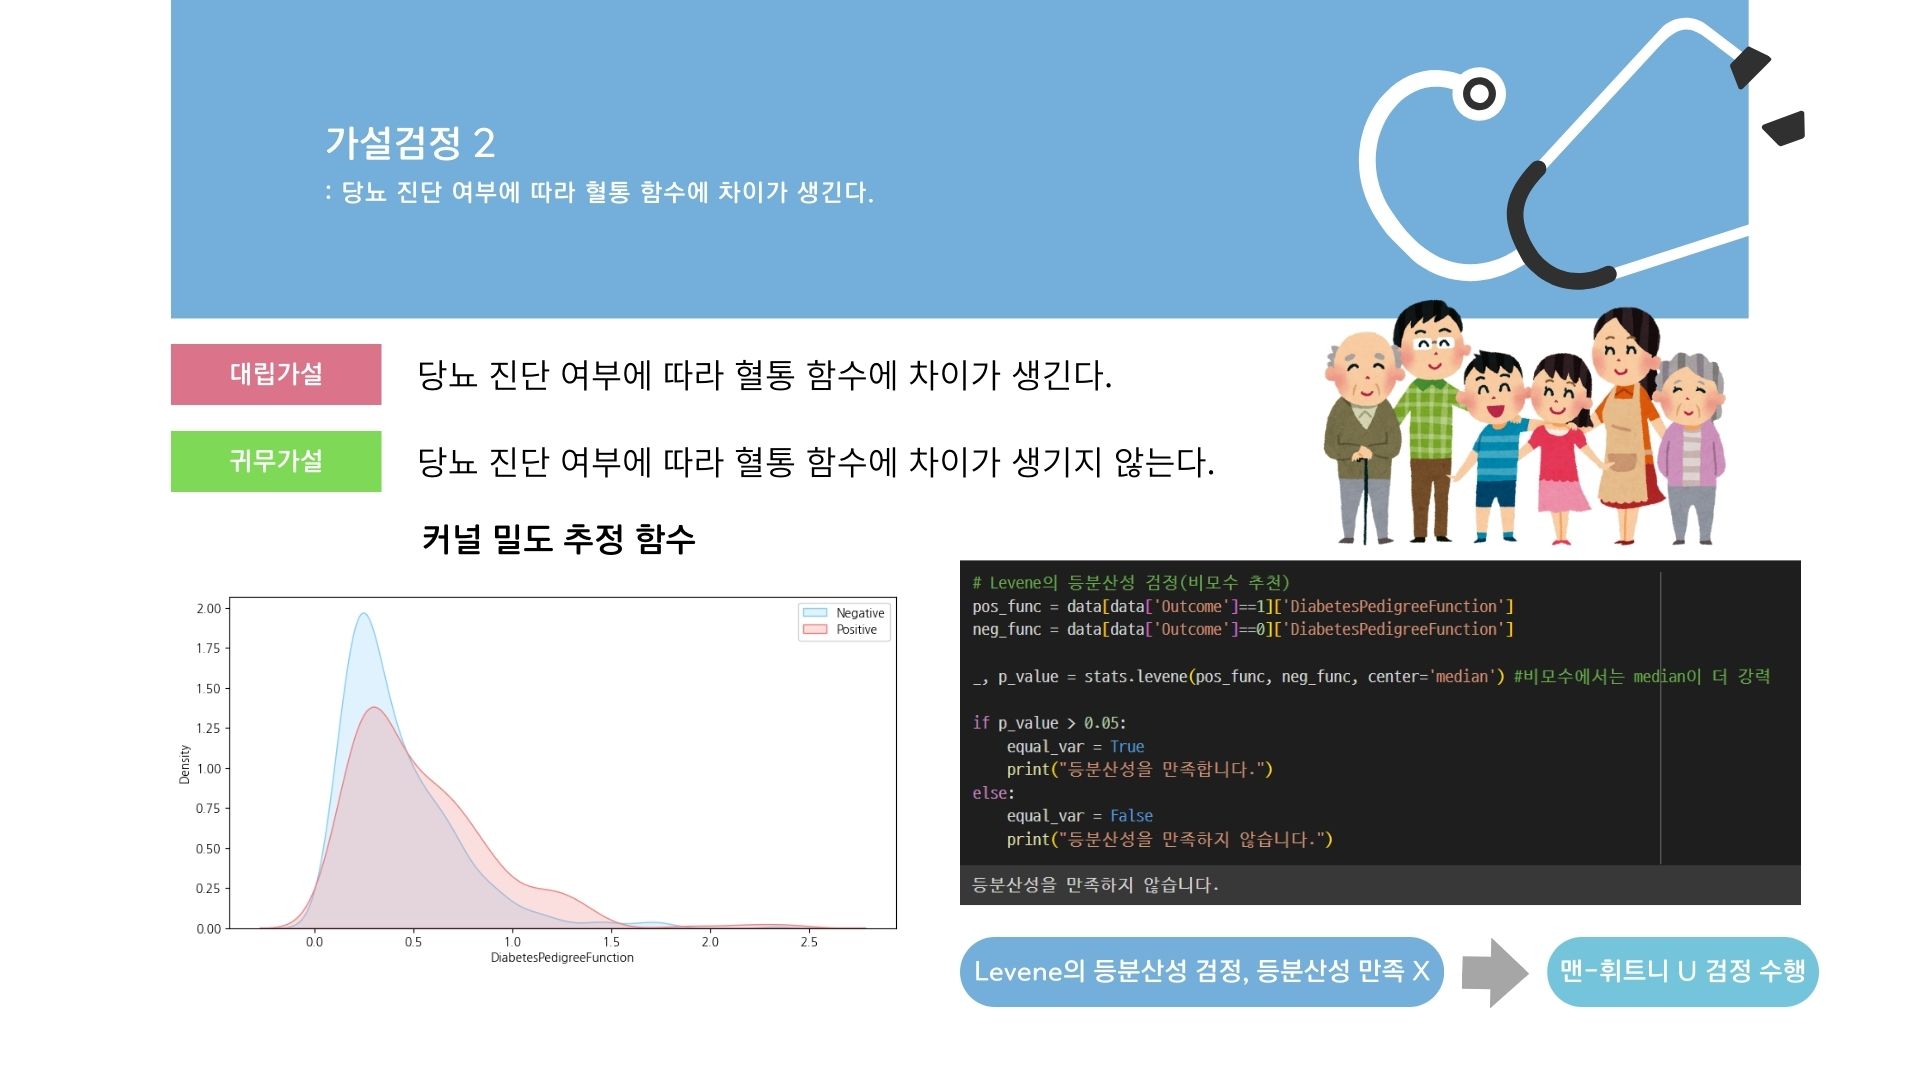 가설검정 2
: 당뇨 진단 여부에 따라 혈통 함수에 차이가 생긴다.
대립가설
당뇨 진단 여부에 따라 혈통 함수에 차이가 생긴다.
귀무가설
당뇨 진단 여부에 따라 혈통 함수에 차이가 생기지 않는다.
커널 밀도 추정 함수
Negative
Positive
2.00
1.75
1.50
1.25
1.00
0.75
0.50
0.25
0.00
Density
0.0 0.5 1.0 1.5 2.0 2.5
DiabetesPedigreeFunction
# Levene의 등분산성 검정(비모수 추천)
pos_func = data[data['Outcome']==1]['DiabetesPedigreeFunction']
neg_func = data[data['Outcome']==0]['DiabetesPedigreeFunction']
_, p_value = stats.levene(pos_func, neg_func, center='median') #비모수에서는 median이 더 강력
if p_value > 0.05:
    equal_var = True
    print("등분산성을 만족합니다.")
else:
    equal_var = False
    print("등분산성을 만족하지 않습니다.")
등분산성을 만족하지 않습니다.
Levene의 등분산성 검정, 등분산성 만족 X
맨-휘트니 U 검정 수행